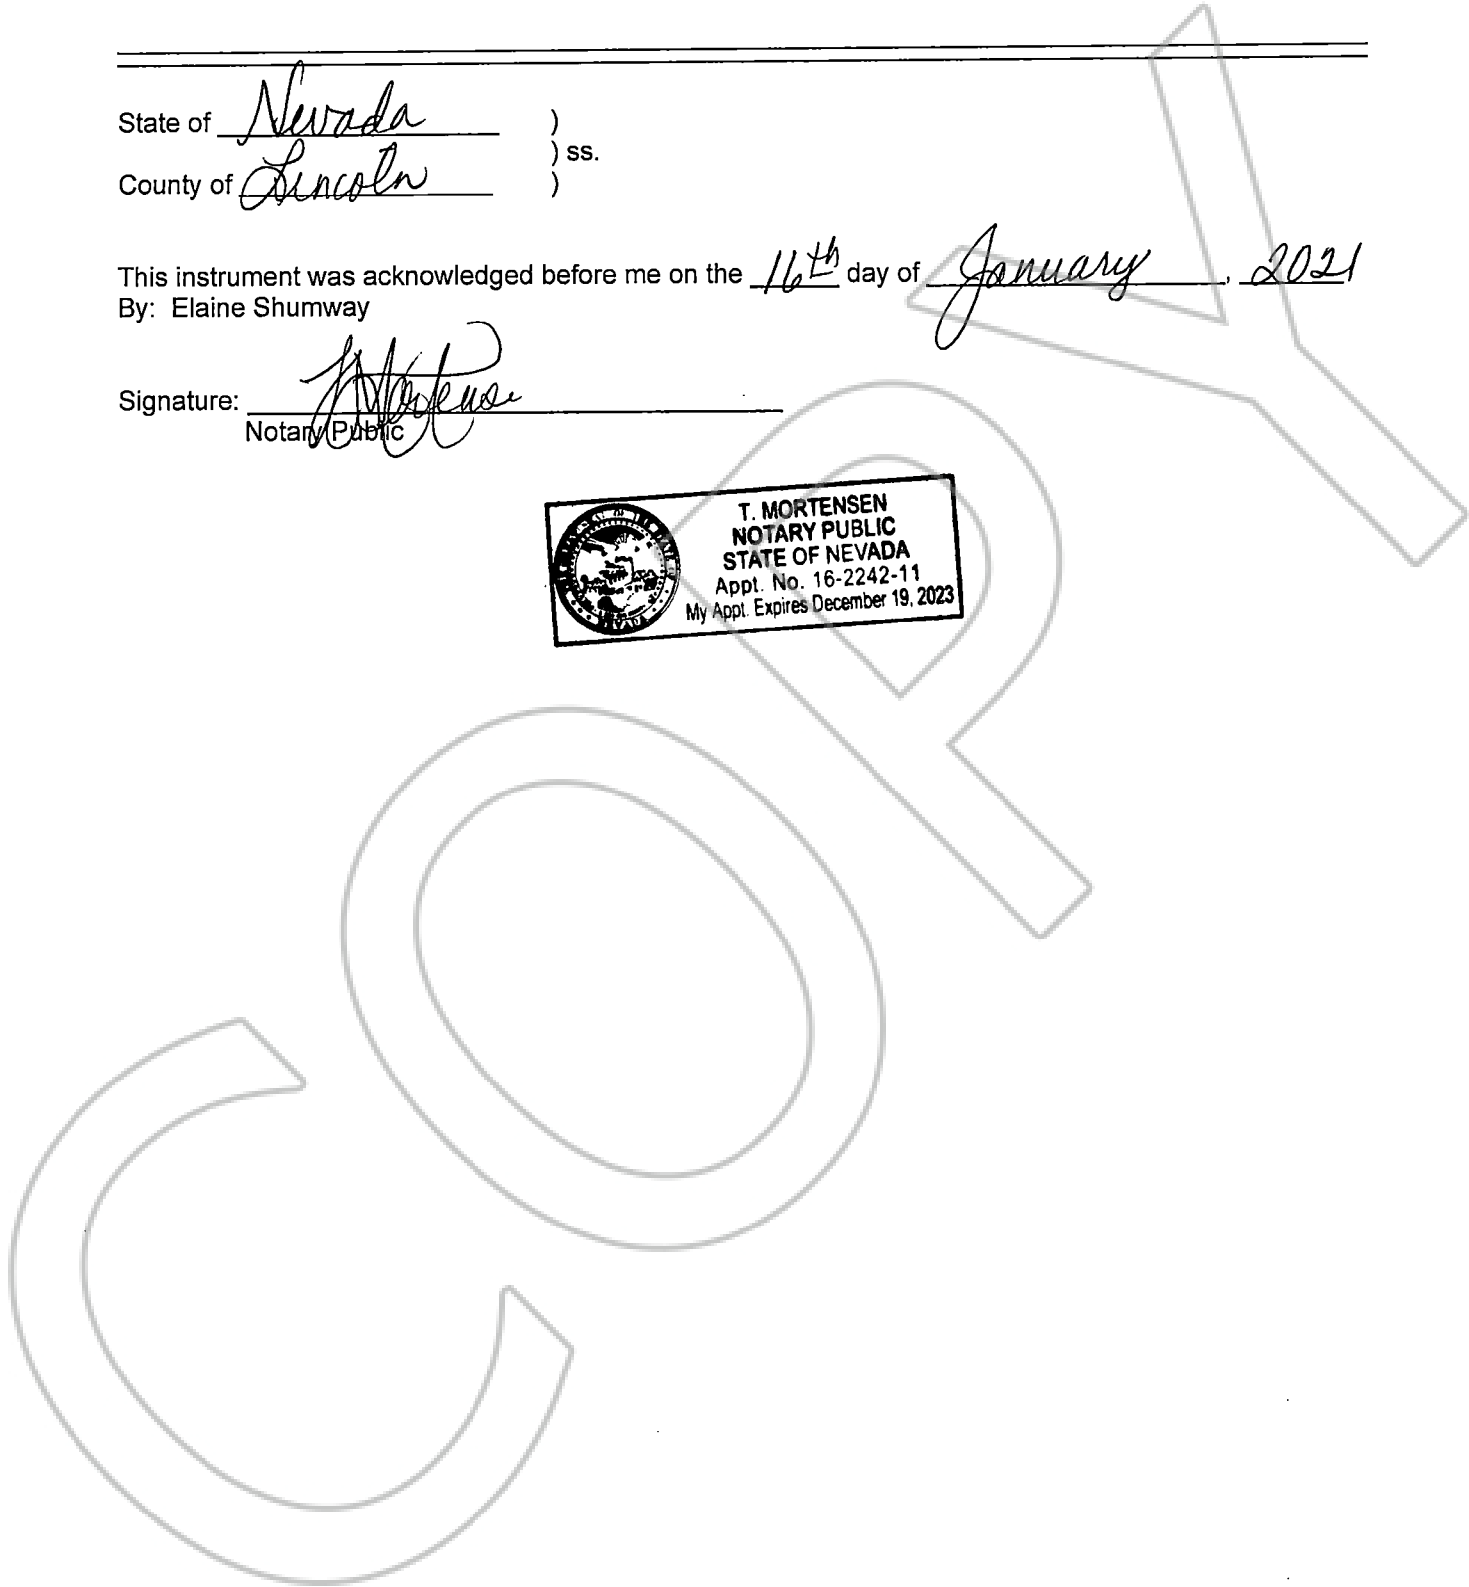 State of Nevada )
) ss.
County of Lincoln )
This instrument was acknowledged before me on the 16th day of January, 2021
By: Elaine Shumway
Signature: T Mortense
Notary Public
T. MORTENSEN
NOTARY PUBLIC
STATE OF NEVADA
Appt. No. 16-2242-11
My Appt. Expires December 19, 2023
COPY